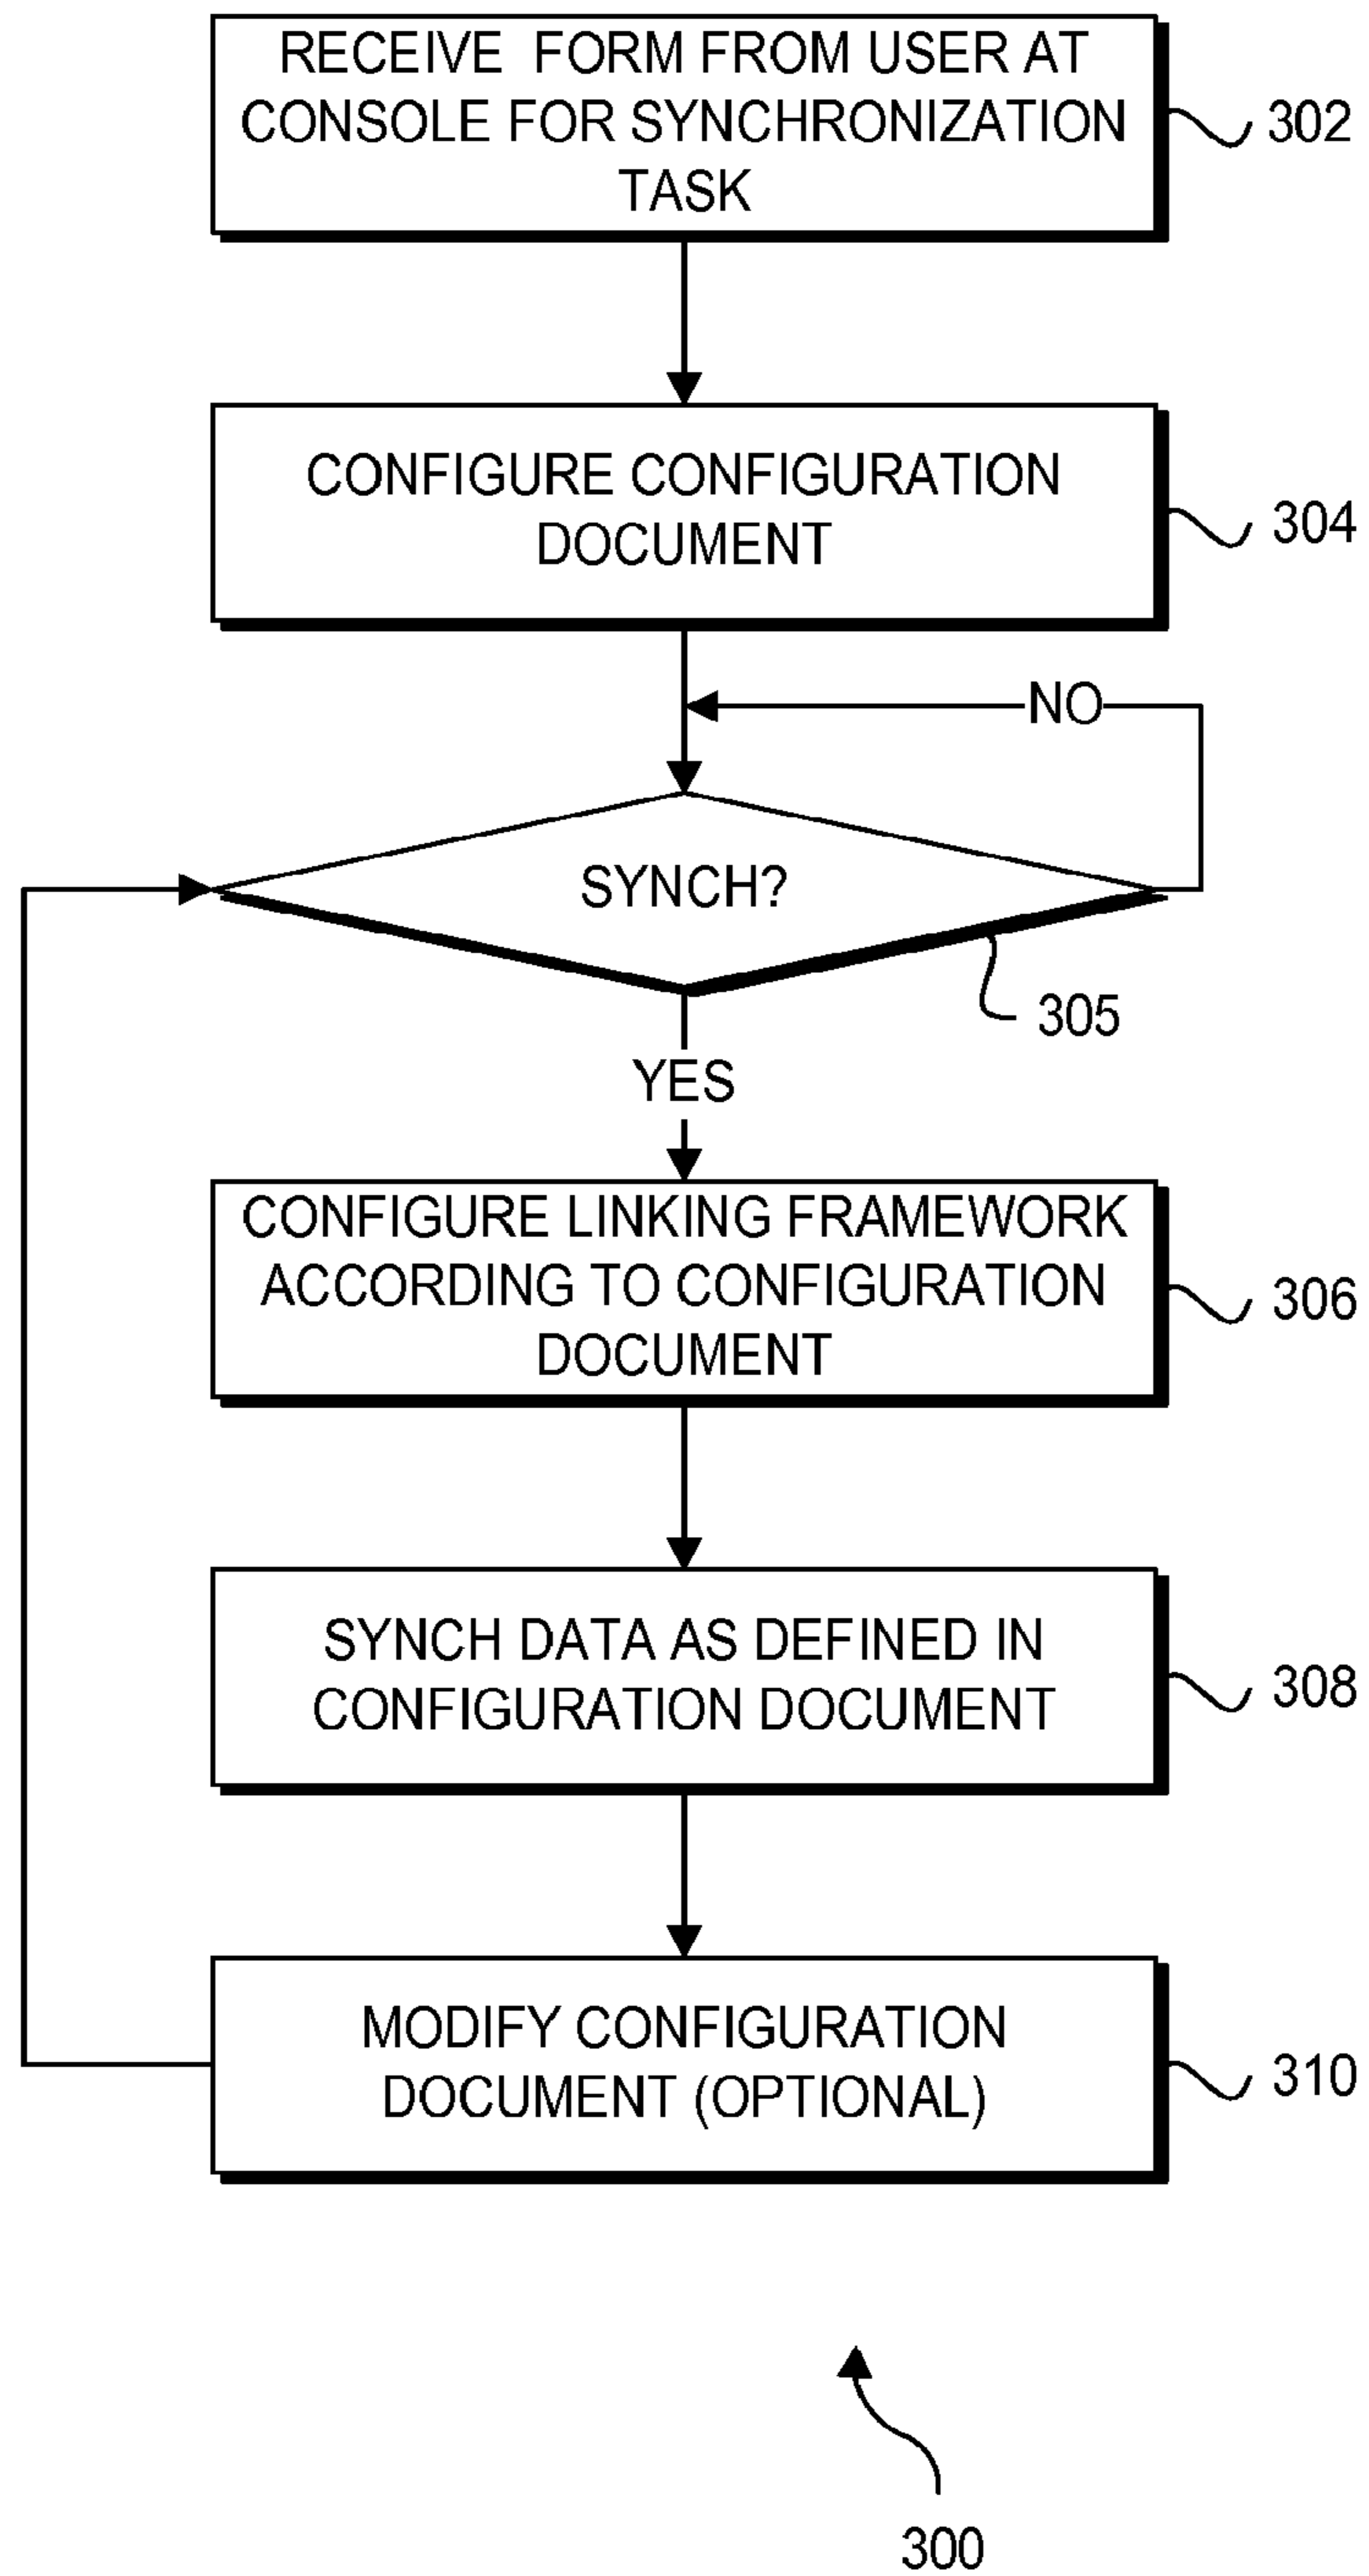 RECEIVE FORM FROM USER AT
CONSOLE FOR SYNCHRONIZATION
TASK
302
CONFIGURE CONFIGURATION
DOCUMENT
304
NO
SYNCH?
305
YES
CONFIGURE LINKING FRAMEWORK
ACCORDING TO CONFIGURATION
DOCUMENT
306
SYNCH DATA AS DEFINED IN
CONFIGURATION DOCUMENT
308
MODIFY CONFIGURATION
DOCUMENT (OPTIONAL)
310
300